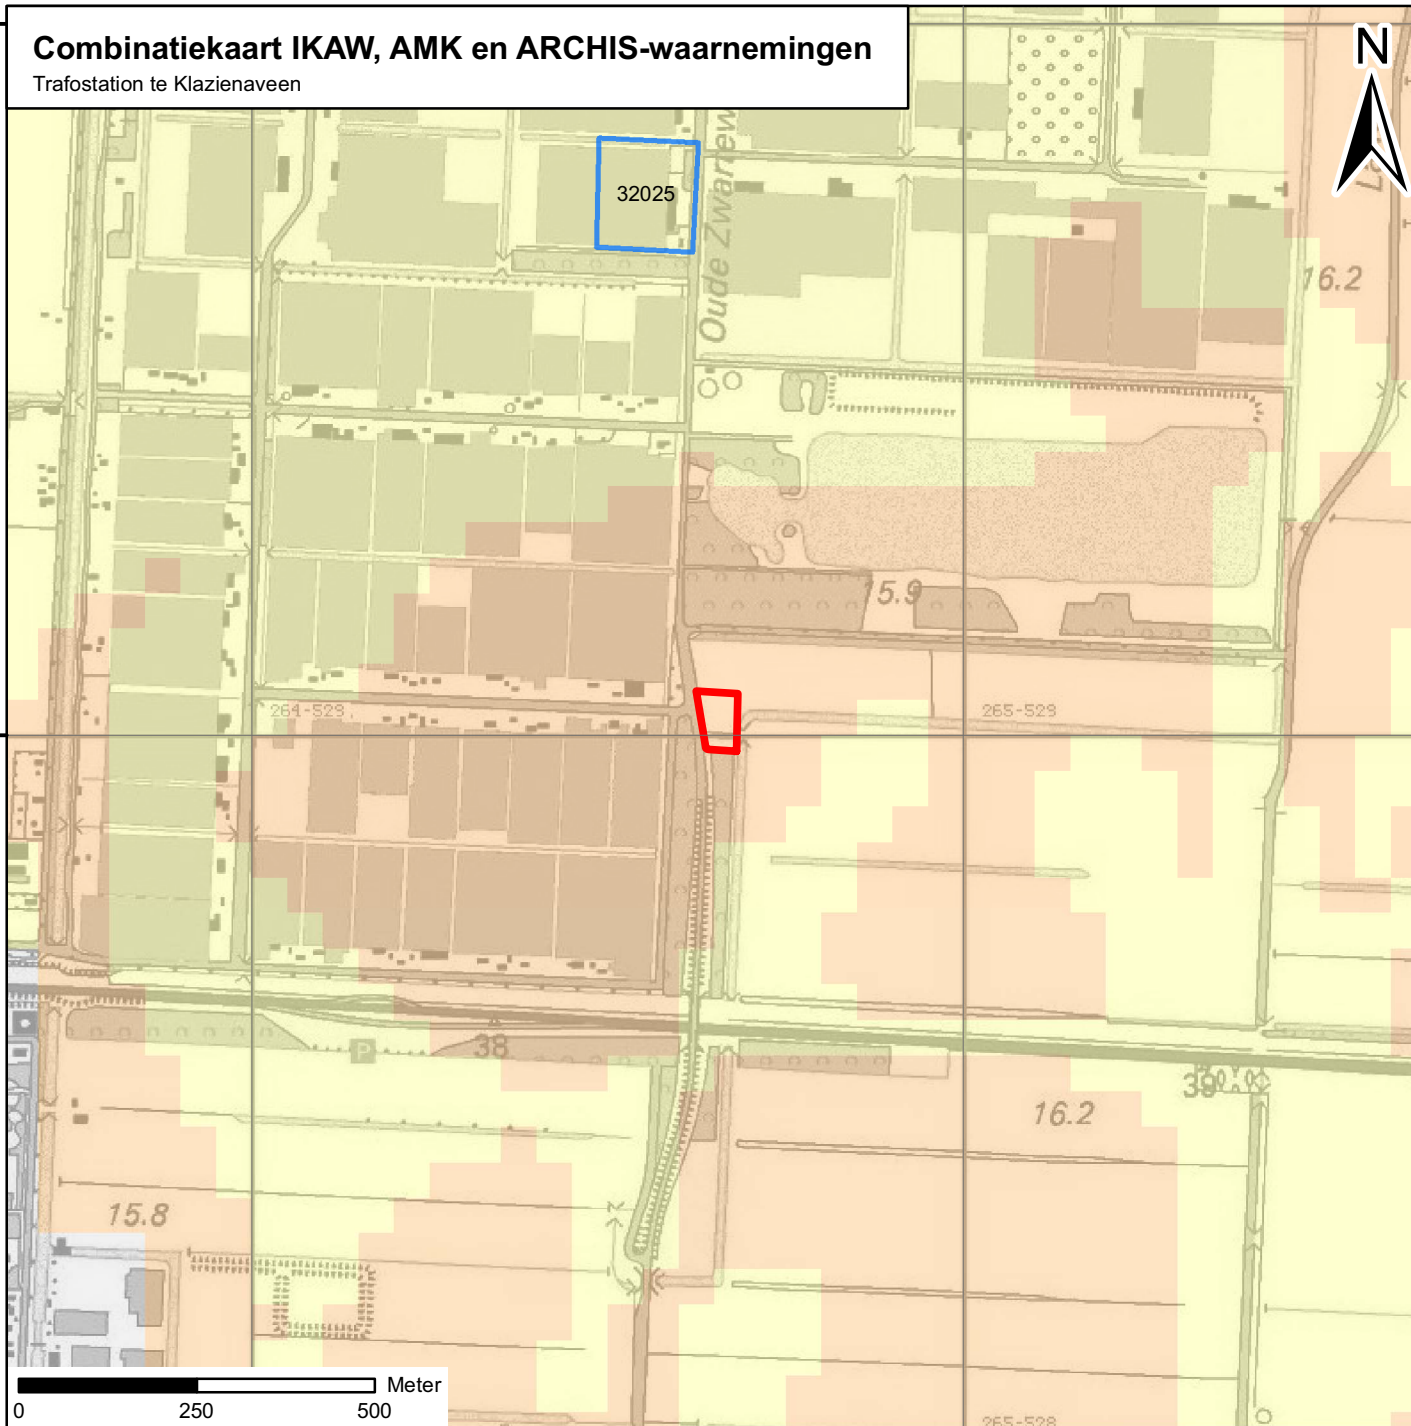 Combinatiekaart IKAW, AMK en ARCHIS-waarnemingen
Trafostation te Klazienaveen
N
32025
Oude
16.2
15.9
264-529
265-529
P
38
39
16.2
15.8
Meter
0 250 500
265-528